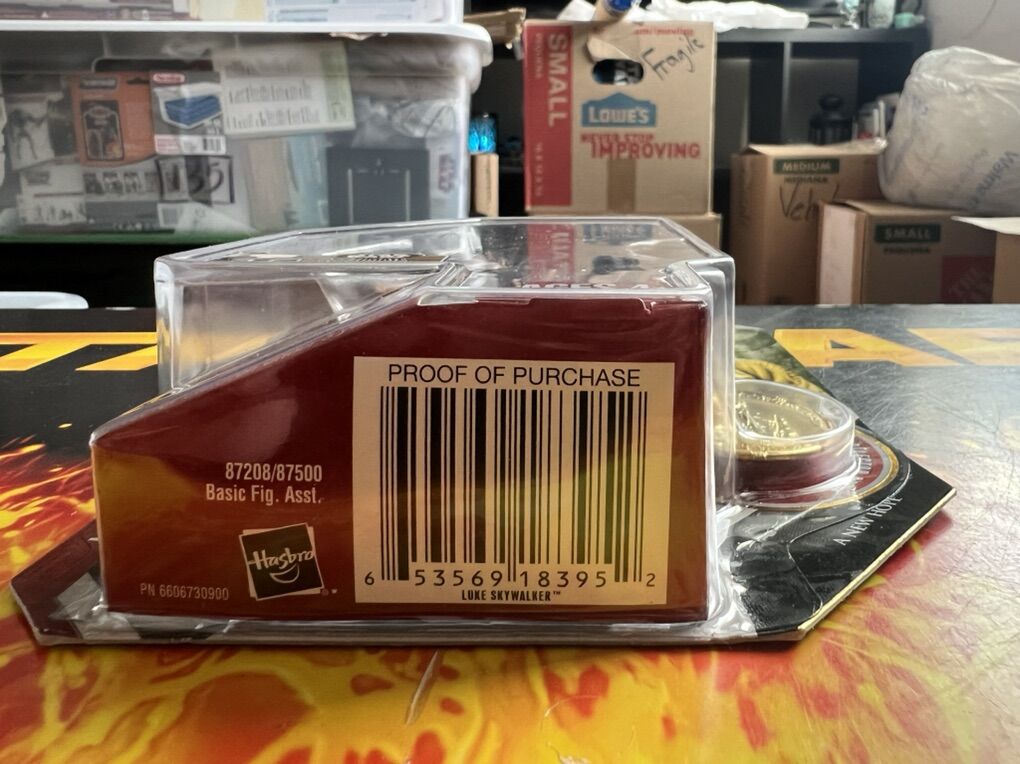 SMALL
Fragile
LOWE'S
NEVER STOP
IMPROVING
MEDIUM
SMALL
35
PROOF OF PURCHASE
87208/87500
Basic Fig. Asst.
Hasbro
PN 6606730900
6 53569 18395 2
LUKE SKYWALKER™
A NEW HOPE